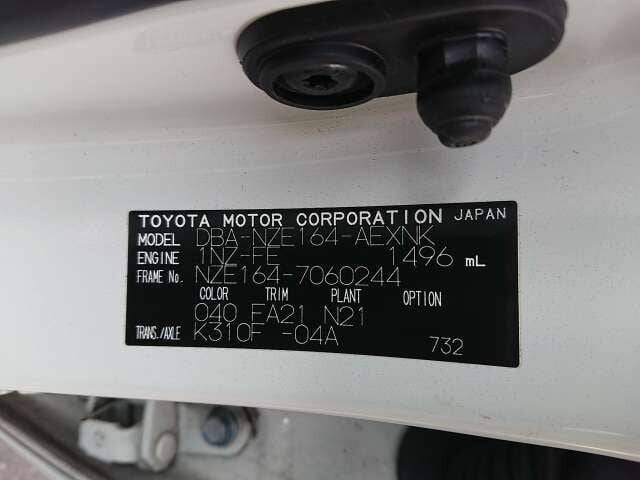 TOYOTA MOTOR CORPORATION JAPAN
MODEL DBA-NZE164-AEXNK
ENGINE 1NZ-FE 1496 mL
FRAME No. NZE164-7060244
COLOR TRIM PLANT OPTION
040 FA21 N21
TRANS./AXLE K310F -04A 732